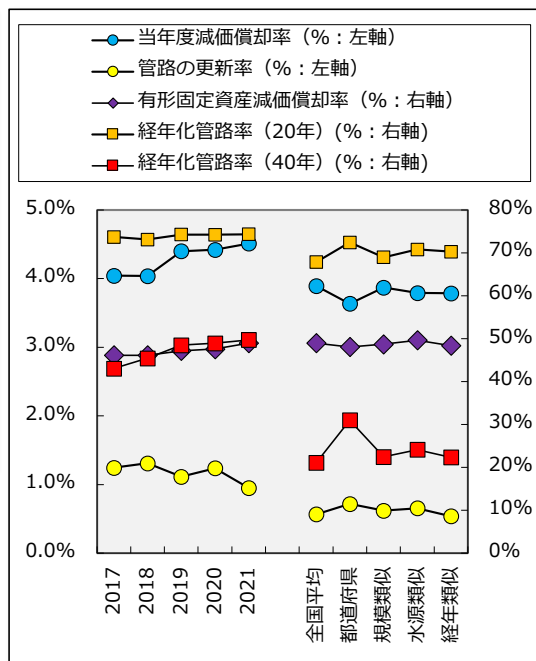 当年度減価償却率（%：左軸）
管路の更新率（%：左軸）
有形固定資産減価償却率（%：右軸）
経年化管路率（20年）(%：右軸)
経年化管路率（40年）(%：右軸)
5.0%
4.0%
3.0%
2.0%
1.0%
0.0%
80%
70%
60%
50%
40%
30%
20%
10%
0%
2017
2018
2019
2020
2021
全国平均
都道府県
規模類似
水源類似
経年類似